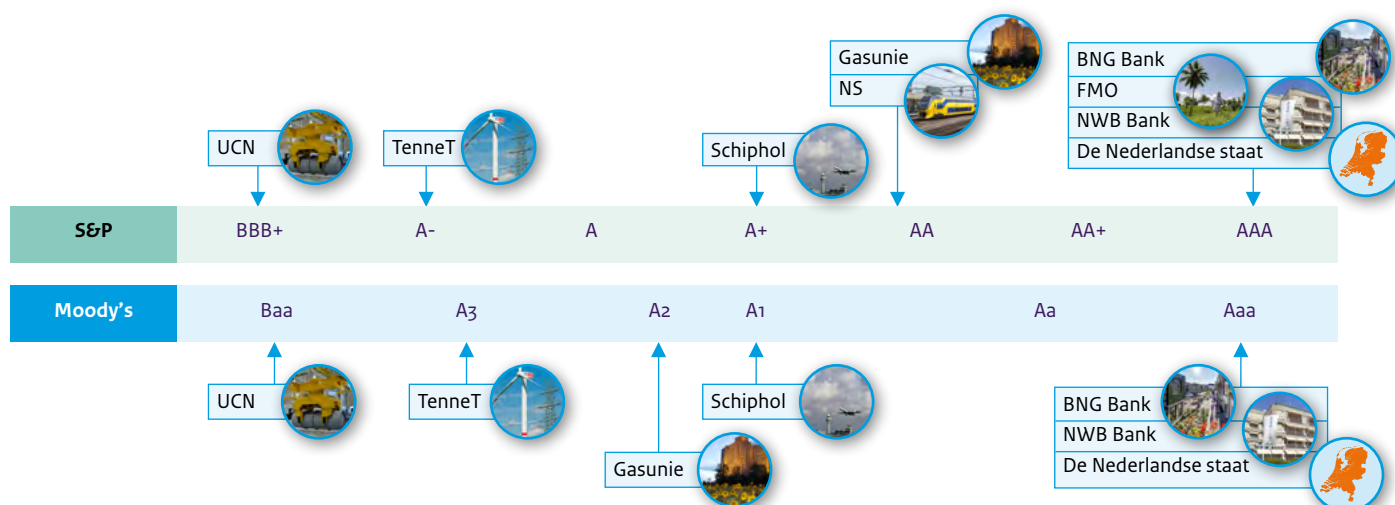 Gasunie
NS
BNG Bank
FMO
NWB Bank
De Nederlandse staat
UCN
TenneT
Schiphol
S&P BBB+ A- A A+ AA AA+ AAA
Moody's Baa A3 A2 A1 Aa Aaa
UCN
TenneT
Schiphol
BNG Bank
NWB Bank
De Nederlandse staat
Gasunie